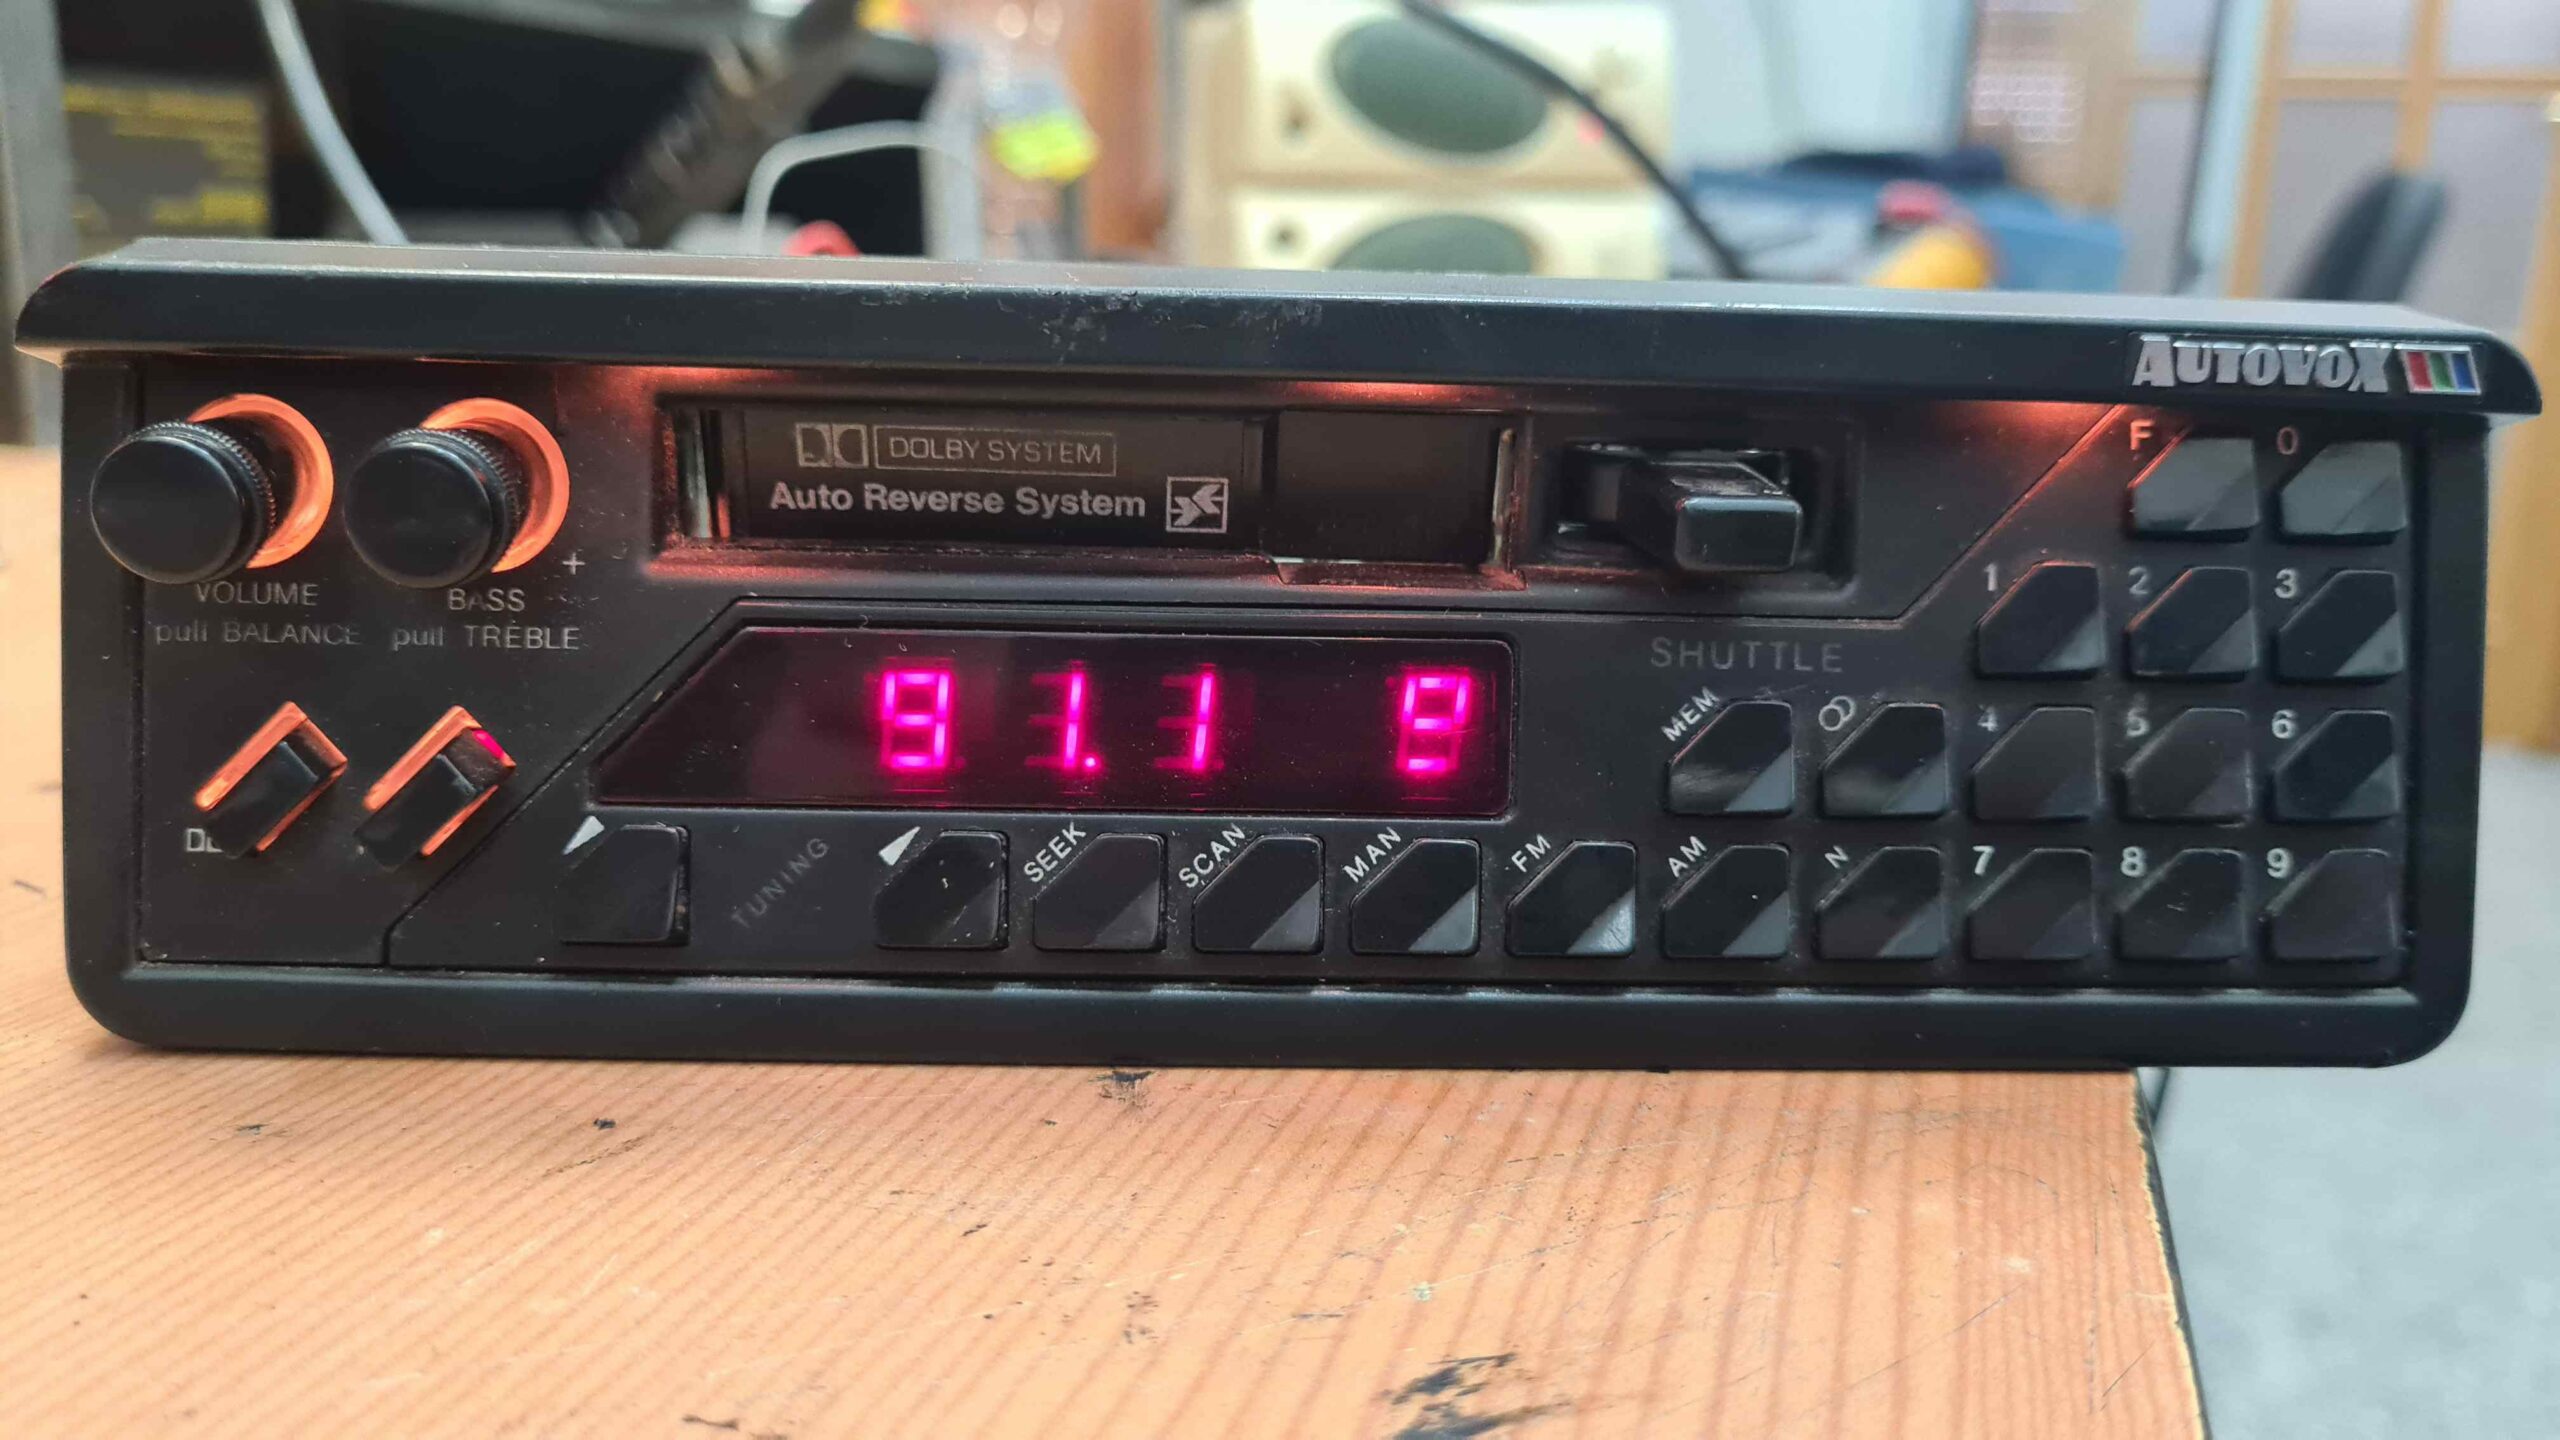 AUTOVOX
DOLBY SYSTEM
Auto Reverse System
F 0
+
VOLUME
pull BALANCE
BASS
pull TREBLE
1 2 3
SHUTTLE
91.1
MEM 4 5 6
TUNING SEEK SCAN MAN FM AM N 7 8 9